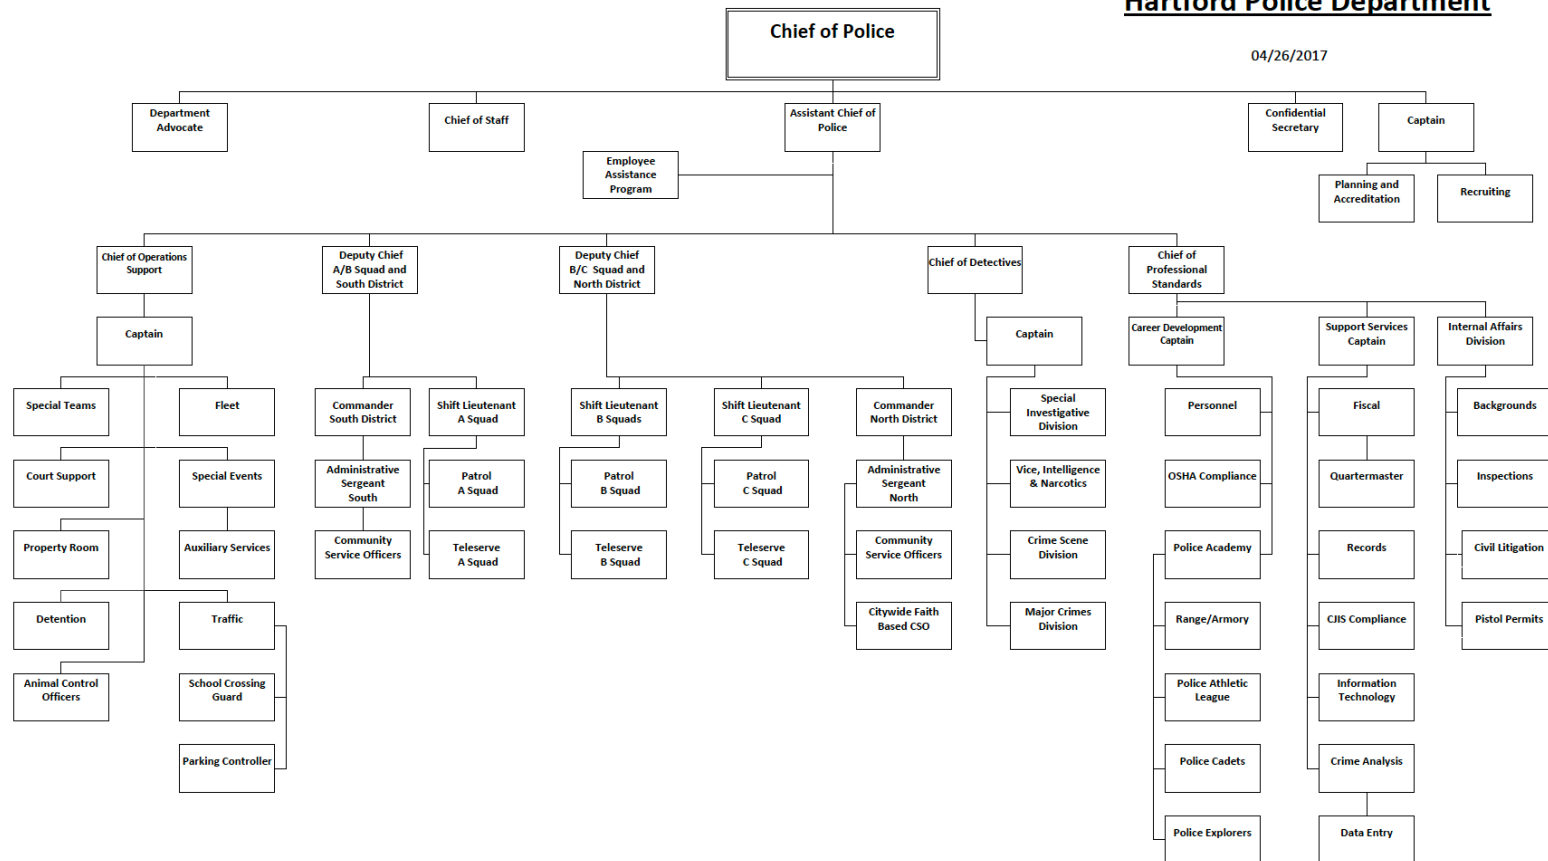 Hartford Police Department
04/26/2017
Chief of Police
Department
Advocate
Chief of Staff
Assistant Chief of
Police
Confidential
Secretary
Captain
Employee
Assistance
Program
Planning and
Accreditation
Recruiting
Chief of Operations
Support
Deputy Chief
A/B Squad and
South District
Deputy Chief
B/C Squad and
North District
Chief of Detectives
Chief of
Professional
Standards
Captain
Captain
Career Development
Captain
Support Services
Captain
Internal Affairs
Division
Special Teams
Fleet
Commander
South District
Shift Lieutenant
A Squad
Shift Lieutenant
B Squads
Shift Lieutenant
C Squad
Commander
North District
Special
Investigative
Division
Personnel
Fiscal
Backgrounds
Court Support
Special Events
Administrative
Sergeant
South
Patrol
A Squad
Patrol
B Squad
Patrol
C Squad
Administrative
Sergeant
North
Vice, Intelligence
& Narcotics
OSHA Compliance
Quartermaster
Inspections
Property Room
Auxiliary Services
Community
Service Officers
Teleserve
A Squad
Teleserve
B Squad
Teleserve
C Squad
Community
Service Officers
Crime Scene
Division
Police Academy
Records
Civil Litigation
Detention
Traffic
Citywide Faith
Based CSO
Major Crimes
Division
Range/Armory
CJIS Compliance
Pistol Permits
Animal Control
Officers
School Crossing
Guard
Police Athletic
League
Information
Technology
Parking Controller
Police Cadets
Crime Analysis
Police Explorers
Data Entry